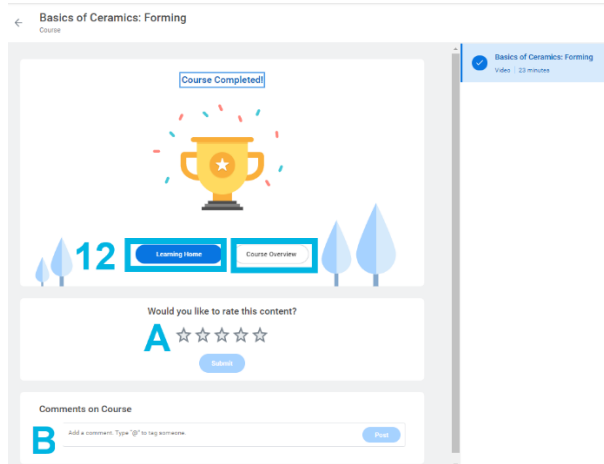 Basics of Ceramics: Forming
Course
Course Completed!
12
Learning Home
Course Overview
Would you like to rate this content?
A
Submit
Comments on Course
B
Add a comment. Type "@" to tag someone.
Post
Basics of Ceramics: Forming
Video | 23 minutes